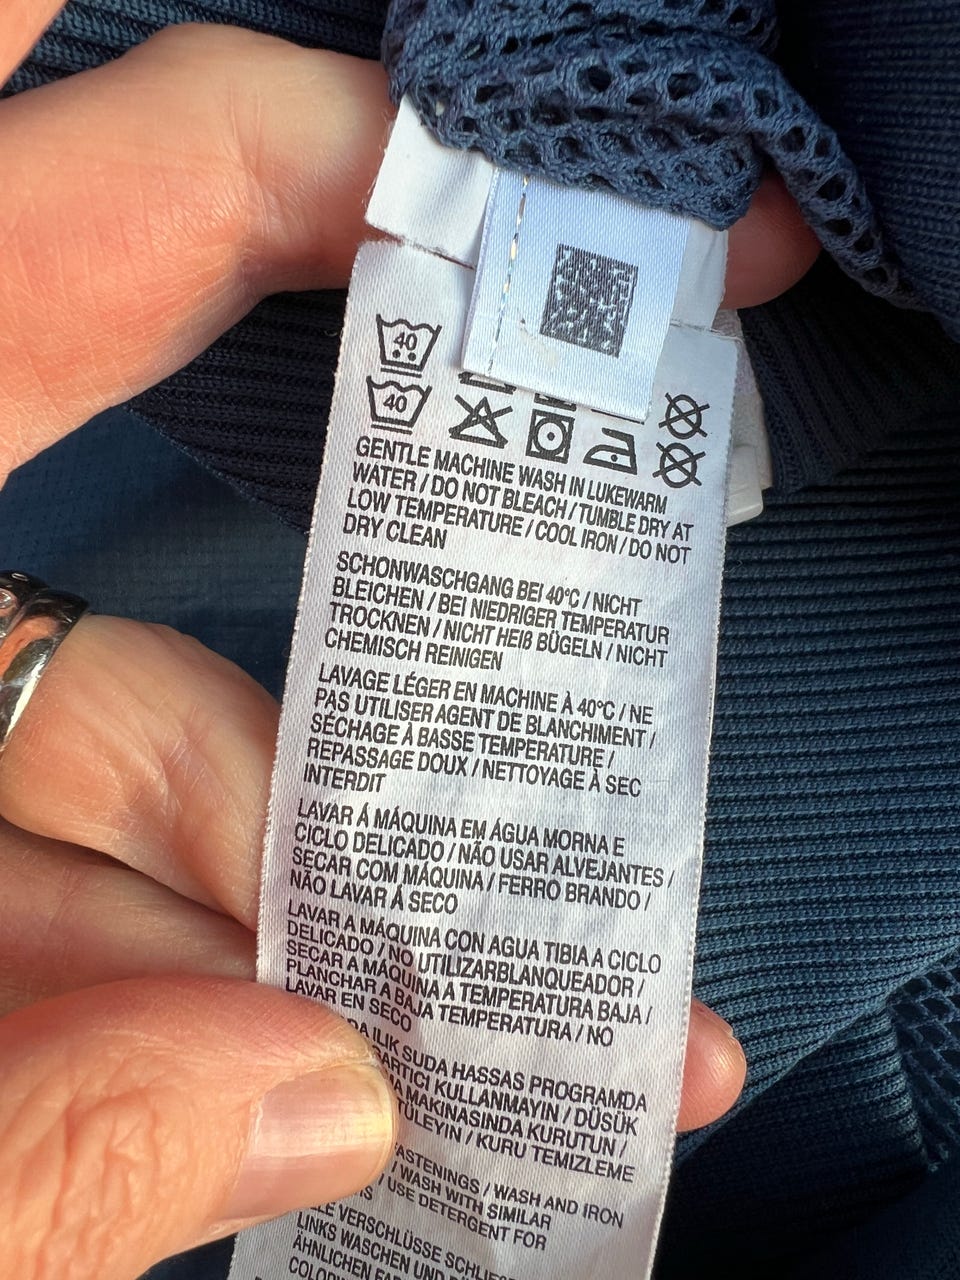 40
40
GENTLE MACHINE WASH IN LUKEWARM
WATER / DO NOT BLEACH / TUMBLE DRY AT
LOW TEMPERATURE / COOL IRON / DO NOT
DRY CLEAN
SCHONWASCHGANG BEI 40°C / NICHT
BLEICHEN / BEI NIEDRIGER TEMPERATUR
TROCKNEN / NICHT HEIß BÜGELN / NICHT
CHEMISCH REINIGEN
LAVAGE LÉGER EN MACHINE À 40°C / NE
PAS UTILISER AGENT DE BLANCHIMENT /
SÉCHAGE À BASSE TEMPERATURE /
REPASSAGE DOUX / NETTOYAGE À SEC
INTERDIT
LAVAR Á MÁQUINA EM ÁGUA MORNA E
CICLO DELICADO / NÃO USAR ALVEJANTES /
SECAR COM MÁQUINA / FERRO BRANDO /
NÃO LAVAR Á SECO
LAVAR A MÁQUINA CON AGUA TIBIA A CICLO
DELICADO / NO UTILIZARBLANQUEADOR /
SECAR A MÁQUINA A TEMPERATURA BAJA /
PLANCHAR A BAJA TEMPERATURA / NO
LAVAR EN SECO
ILIK SUDA HASSAS PROGRAMDA
KULLANMAYIN / DÜSÜK
MAKINASINDA KURUTUN /
/ KURU TEMIZLEME
/ WASH AND IRON
/ WASH WITH SIMILAR
USE DETERGENT FOR
VERSCHLÜSSE
LINKS WASCHEN UND
ÄHNLICHEN